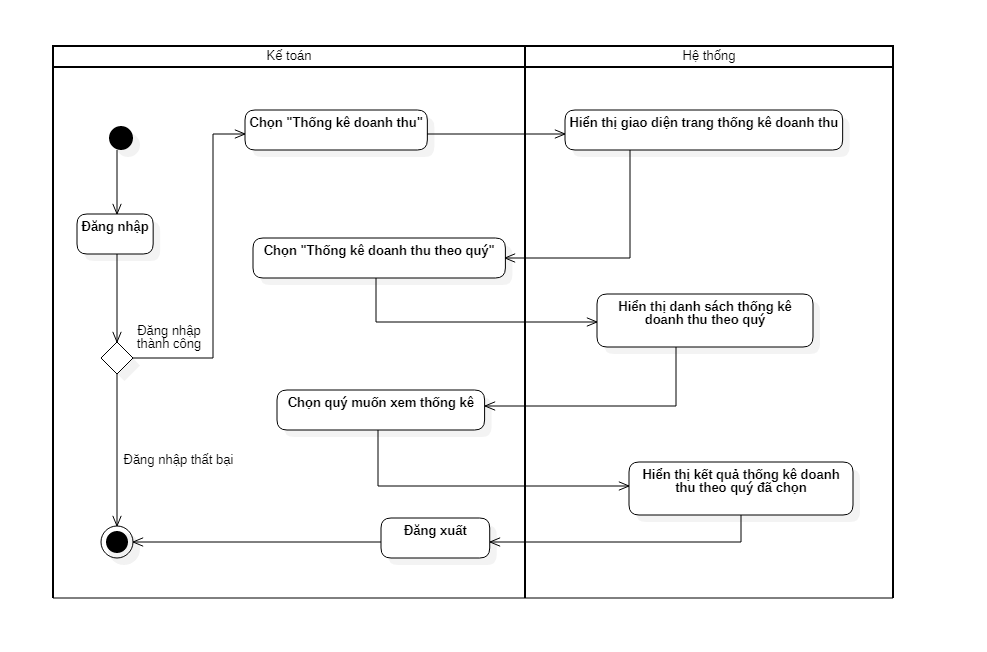 Kế toán
Hệ thống
Chọn "Thống kê doanh thu"
Hiển thị giao diện trang thống kê doanh thu
Đăng nhập
Chọn "Thống kê doanh thu theo quý"
Hiển thị danh sách thống kê
doanh thu theo quý
Đăng nhập
thành công
Chọn quý muốn xem thống kê
Đăng nhập thất bại
Hiển thị kết quả thống kê doanh
thu theo quý đã chọn
Đăng xuất